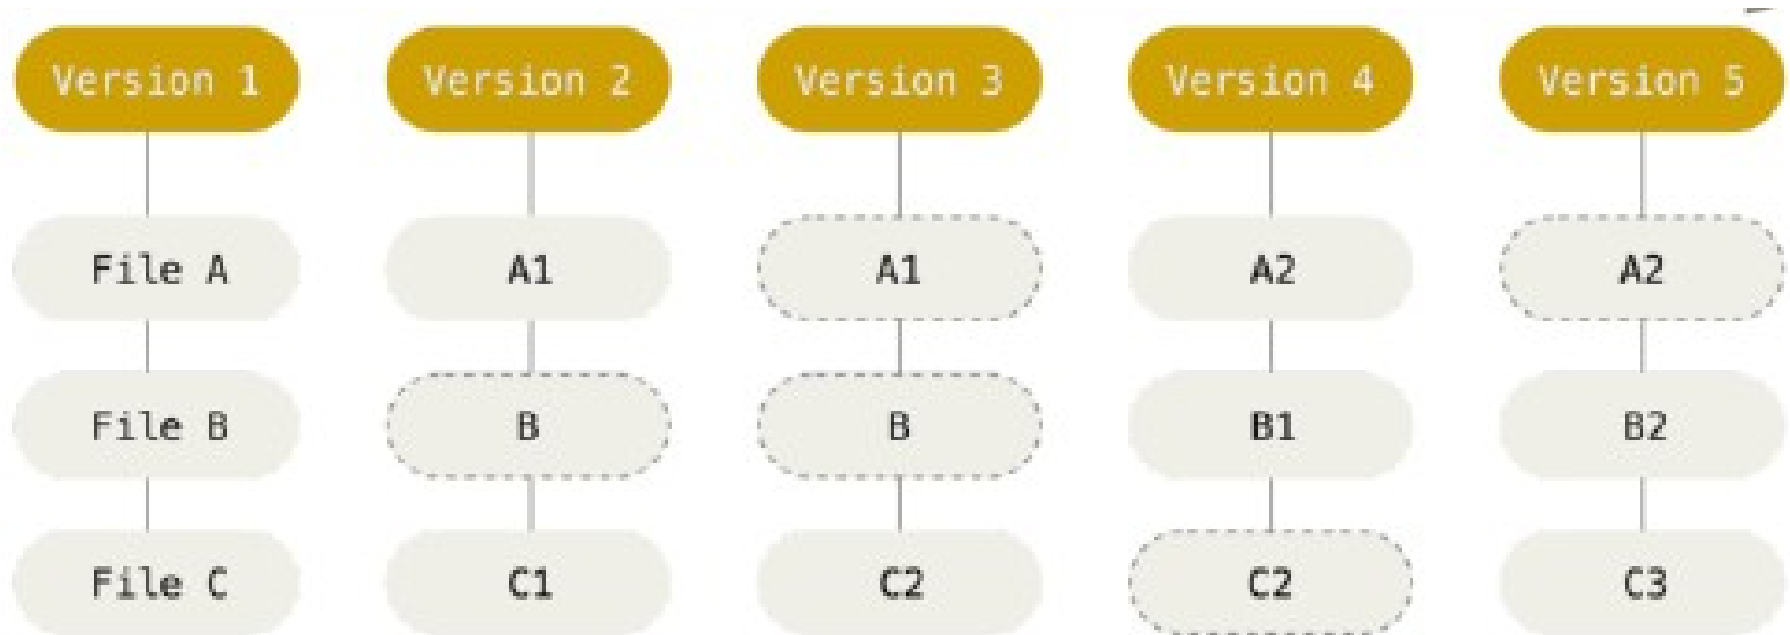 Version 1
Version 2
Version 3
Version 4
Version 5
File A
A1
A1
A2
A2
File B
B
B
B1
B2
File C
C1
C2
C2
C3